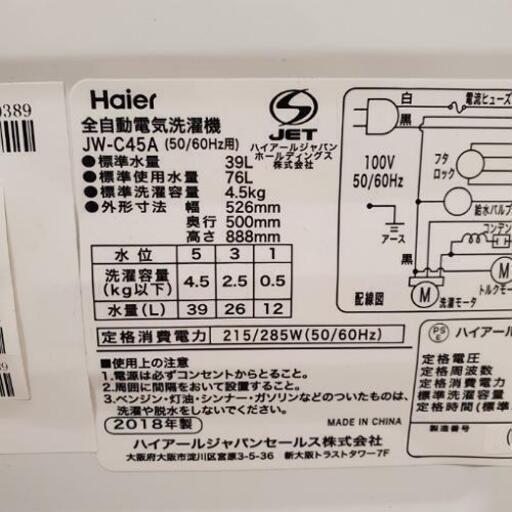 0389
Haier
全自動電気洗濯機
JW-C45A (50/60Hz用)
JET
ハイアールジャパン
ホールディングス
株式会社
●標準水量 39L
●標準使用水量 76L
●標準洗濯容量 4.5kg
●外形寸法 幅 526mm
奥行 500mm
高さ 888mm
水位 5 3 1
洗濯容量(kg以下) 4.5 2.5 0.5
水量(L) 39 26 12
定格消費電力 215/285W(50/60Hz)
■使用上の注意
1.電源は必ずコンセントからとること。
2.周囲に間隔をおいて設置すること。
3.ベンジン・灯油・シンナー・ガソリンなどのついたものは、
洗濯や脱水をしないでください。
2018年製
MADE IN CHINA
ハイアールジャパンセールス株式会社
大阪府大阪市淀川区宮原3-5-36 新大阪トラストタワー7F
白
黒
電流ヒューズ
100V
50/60Hz
フタ
ロック
給水バルブ
アース
コンデン
黒
M
M
洗濯モータ
トルクモー
配線図
PS
E
ハイアール
定格電圧
定格周波数
定格消費電力
標準洗濯容量
標準使用水量
定格時間(標準
製造番号